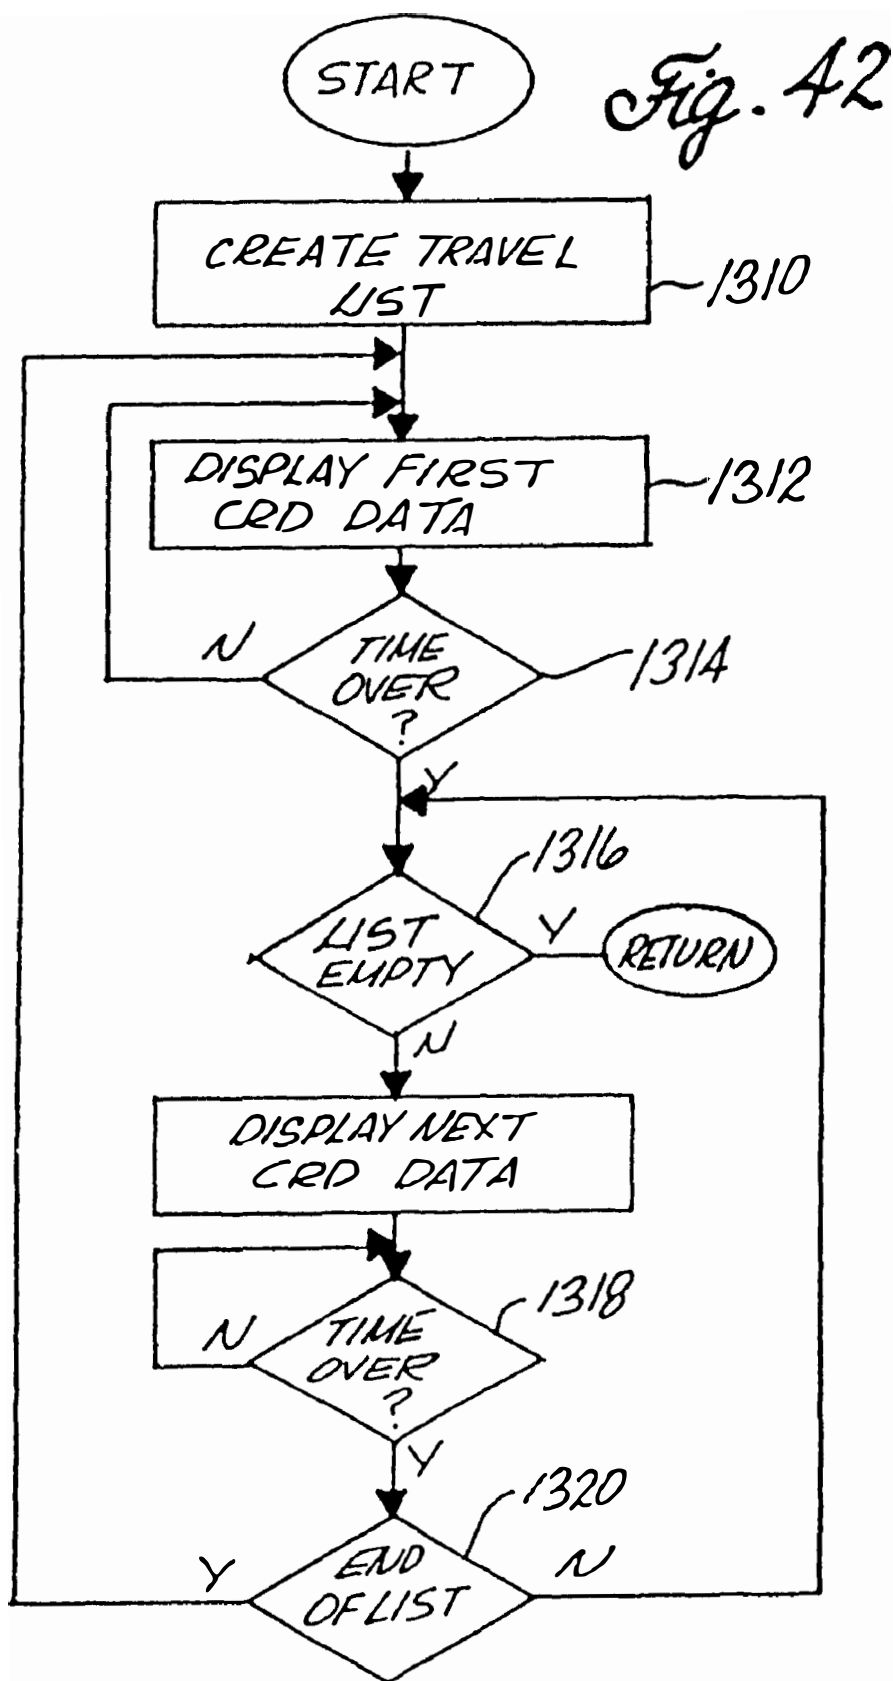 START
Fig. 42
CREATE TRAVEL
LIST
1310
DISPLAY FIRST
CRD DATA
1312
N
TIME
OVER
?
1314
Y
1316
LIST
EMPTY
Y
RETURN
N
DISPLAY NEXT
CRD DATA
1318
N
TIME
OVER
?
Y
1320
Y
END
OF LIST
N